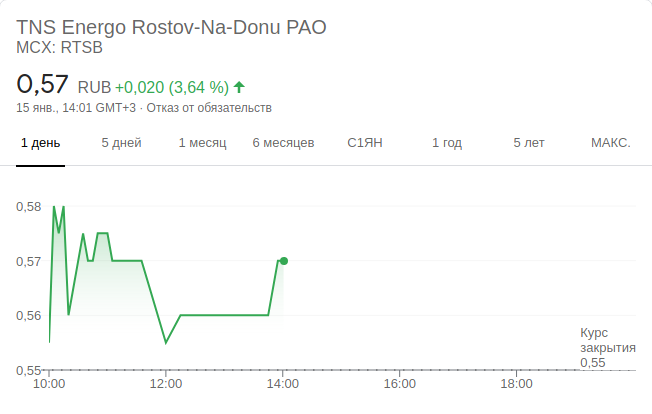 TNS Energo Rostov-Na-Donu PAO
MCX: RTSB
0,57 RUB +0,020 (3,64 %)
15 янв., 14:01 GMT+3 · Отказ от обязательств
1 день 5 дней 1 месяц 6 месяцев С1ЯН 1 год 5 лет МАКС.
0,58
0,57
0,56
Курс
закрытия
0,55
0,55
10:00 12:00 14:00 16:00 18:00